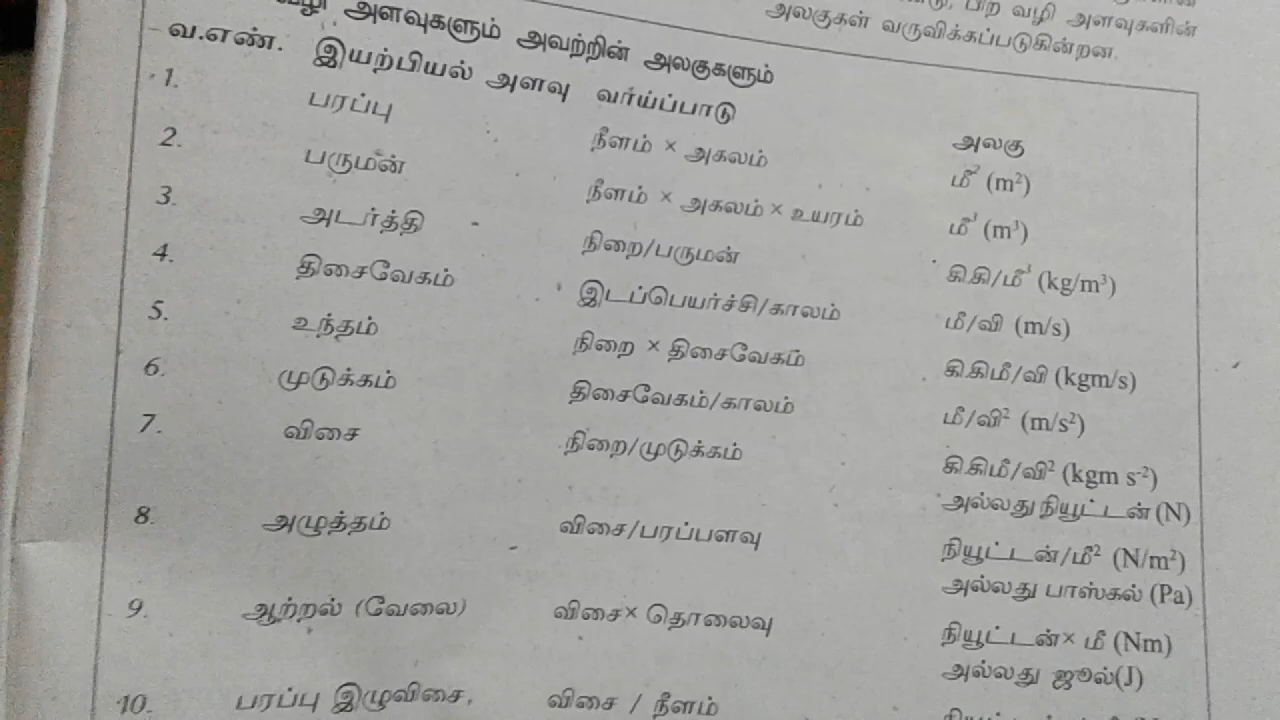 பிற வழி அளவுகளின்
அலகுகள் வருவிக்கப்படுகின்றன.
வழி அளவுகளும் அவற்றின் அலகுகளும்
வ.எண். இயற்பியல் அளவு வாய்ப்பாடு அலகு
1. பரப்பு நீளம் × அகலம் மீ² (m²)
2. பருமன் நீளம் × அகலம் × உயரம் மீ³ (m³)
3. அடர்த்தி நிறை/பருமன் கி.கி/மீ³ (kg/m³)
4. திசைவேகம் இடப்பெயர்ச்சி/காலம் மீ/வி (m/s)
5. உந்தம் நிறை × திசைவேகம் கி.கிமீ/வி (kgm/s)
6. முடுக்கம் திசைவேகம்/காலம் மீ/வி² (m/s²)
7. விசை நிறை/முடுக்கம் கி.கிமீ/வி² (kgm s⁻²)
அல்லது நியூட்டன் (N)
8. அழுத்தம் விசை/பரப்பளவு நியூட்டன்/மீ² (N/m²)
அல்லது பாஸ்கல் (Pa)
9. ஆற்றல் (வேலை) விசை× தொலைவு நியூட்டன்× மீ (Nm)
அல்லது ஜூல்(J)
10. பரப்பு இழுவிசை, விசை / நீளம்